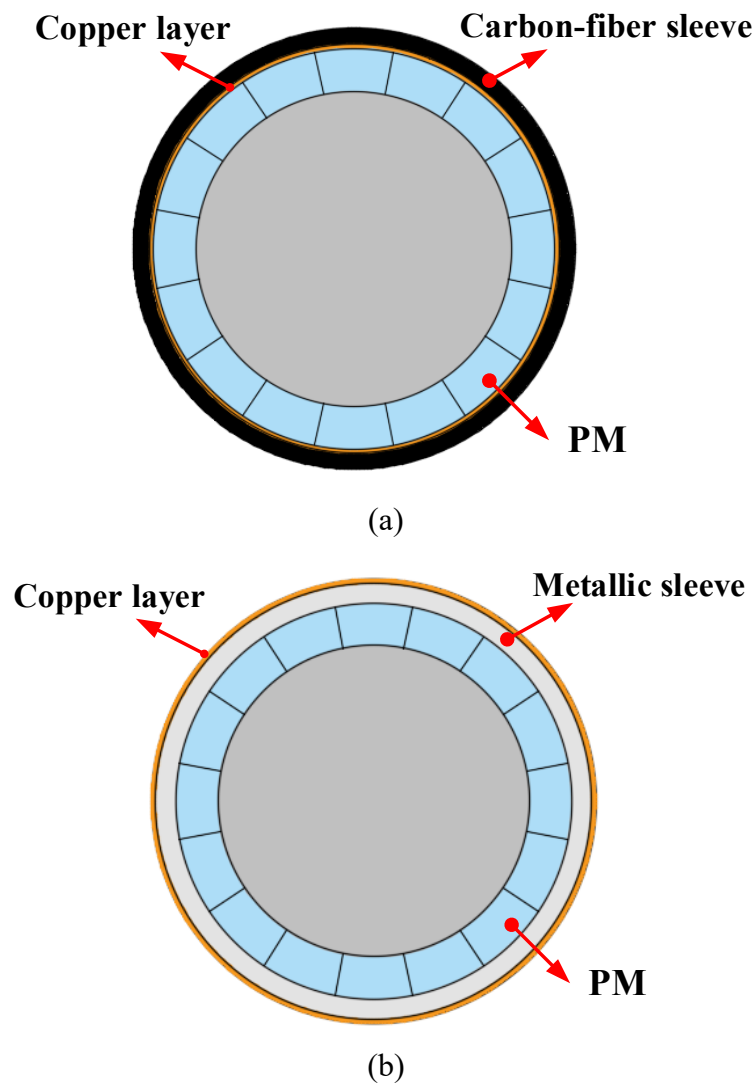 Copper layer
Carbon-fiber sleeve
PM
(a)
Copper layer
Metallic sleeve
PM
(b)